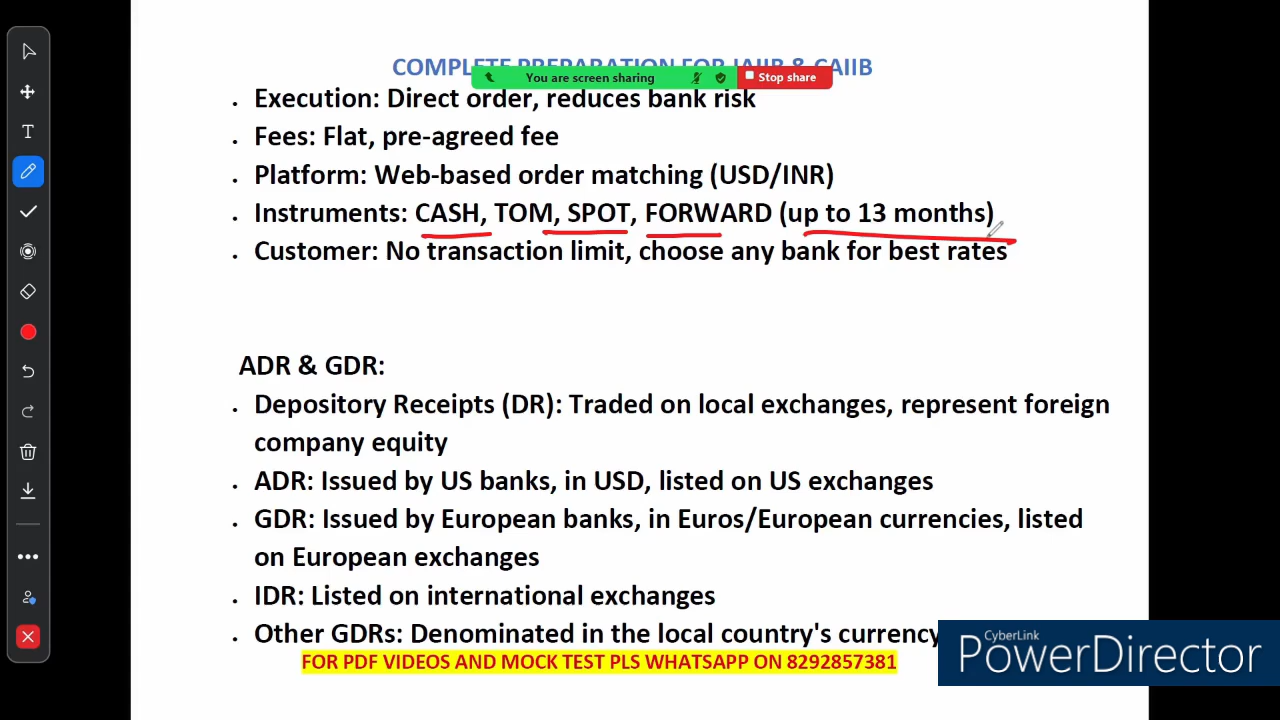 COMPLETE PREPARATION FOR JAIIB & CAIIB
You are screen sharing
Stop share
. Execution: Direct order, reduces bank risk
. Fees: Flat, pre-agreed fee
. Platform: Web-based order matching (USD/INR)
. Instruments: CASH, TOM, SPOT, FORWARD (up to 13 months)
. Customer: No transaction limit, choose any bank for best rates
ADR & GDR:
. Depository Receipts (DR): Traded on local exchanges, represent foreign
company equity
. ADR: Issued by US banks, in USD, listed on US exchanges
. GDR: Issued by European banks, in Euros/European currencies, listed
on European exchanges
. IDR: Listed on international exchanges
. Other GDRs: Denominated in the local country's currency
FOR PDF VIDEOS AND MOCK TEST PLS WHATSAPP ON 8292857381
CyberLink
PowerDirector
T